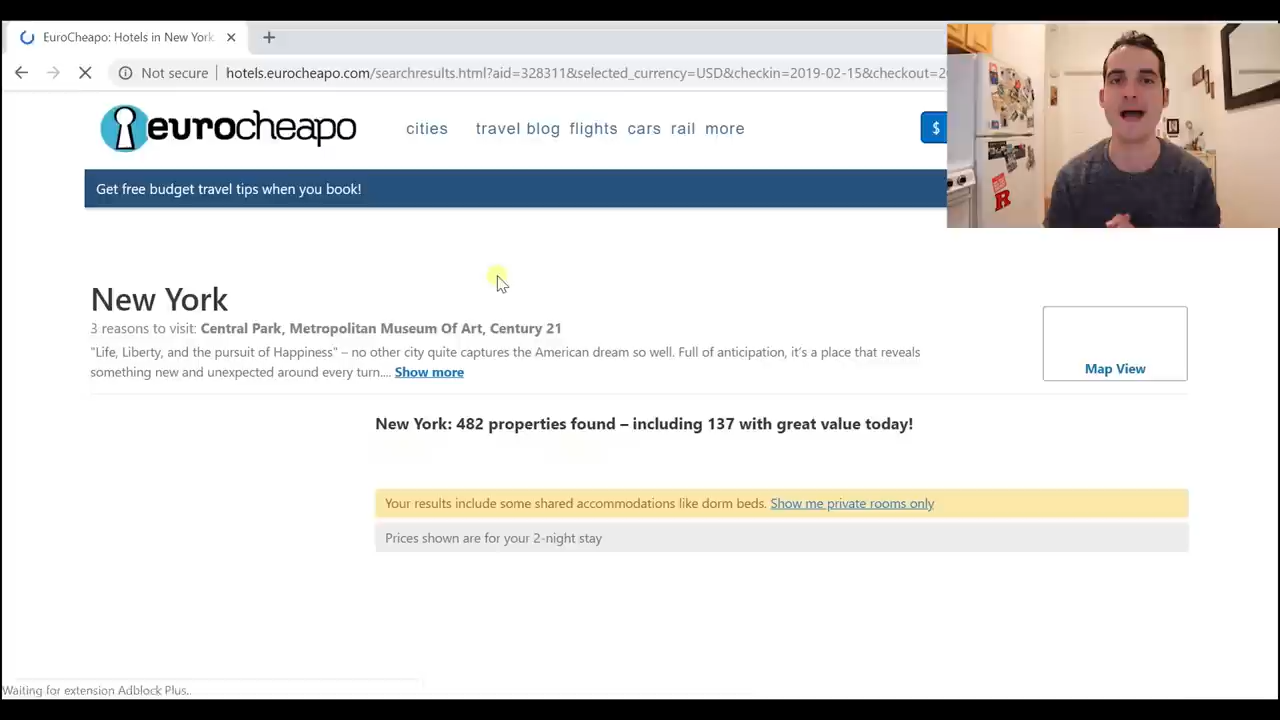 EuroCheapo: Hotels in New York
Not secure
hotels.eurocheapo.com/searchresults.html?aid=328311&selected_currency=USD&checkin=2019-02-15&checkout=2
eurocheapo
cities travel blog flights cars rail more
$
Get free budget travel tips when you book!
New York
3 reasons to visit: Central Park, Metropolitan Museum Of Art, Century 21
"Life, Liberty, and the pursuit of Happiness" – no other city quite captures the American dream so well. Full of anticipation, it's a place that reveals
something new and unexpected around every turn.... Show more
Map View
New York: 482 properties found – including 137 with great value today!
Your results include some shared accommodations like dorm beds. Show me private rooms only
Prices shown are for your 2-night stay
Waiting for extension Adblock Plus..
R